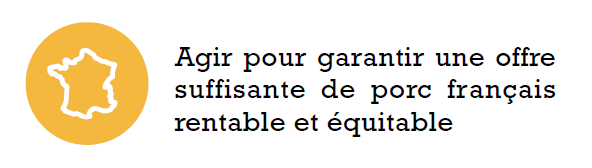 Agir pour garantir une offre
suffisante de porc français
rentable et équitable